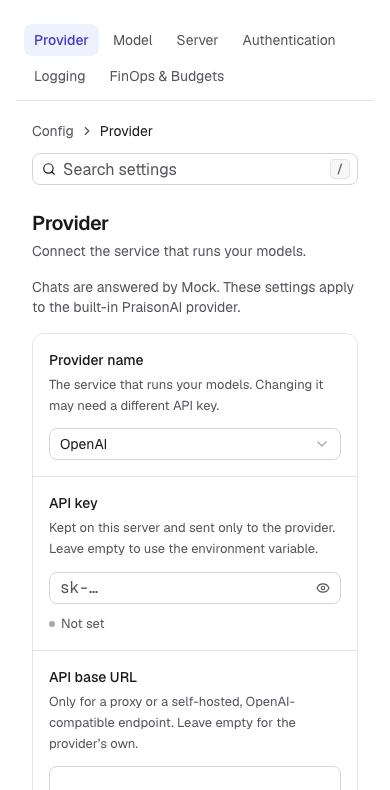 Provider
Model
Server
Authentication
Logging
FinOps & Budgets
Config > Provider
Search settings
/
Provider
Connect the service that runs your models.
Chats are answered by Mock. These settings apply
to the built-in PraisonAI provider.
Provider name
The service that runs your models. Changing it
may need a different API key.
OpenAI
API key
Kept on this server and sent only to the provider.
Leave empty to use the environment variable.
sk-…
Not set
API base URL
Only for a proxy or a self-hosted, OpenAI-
compatible endpoint. Leave empty for the
provider's own.